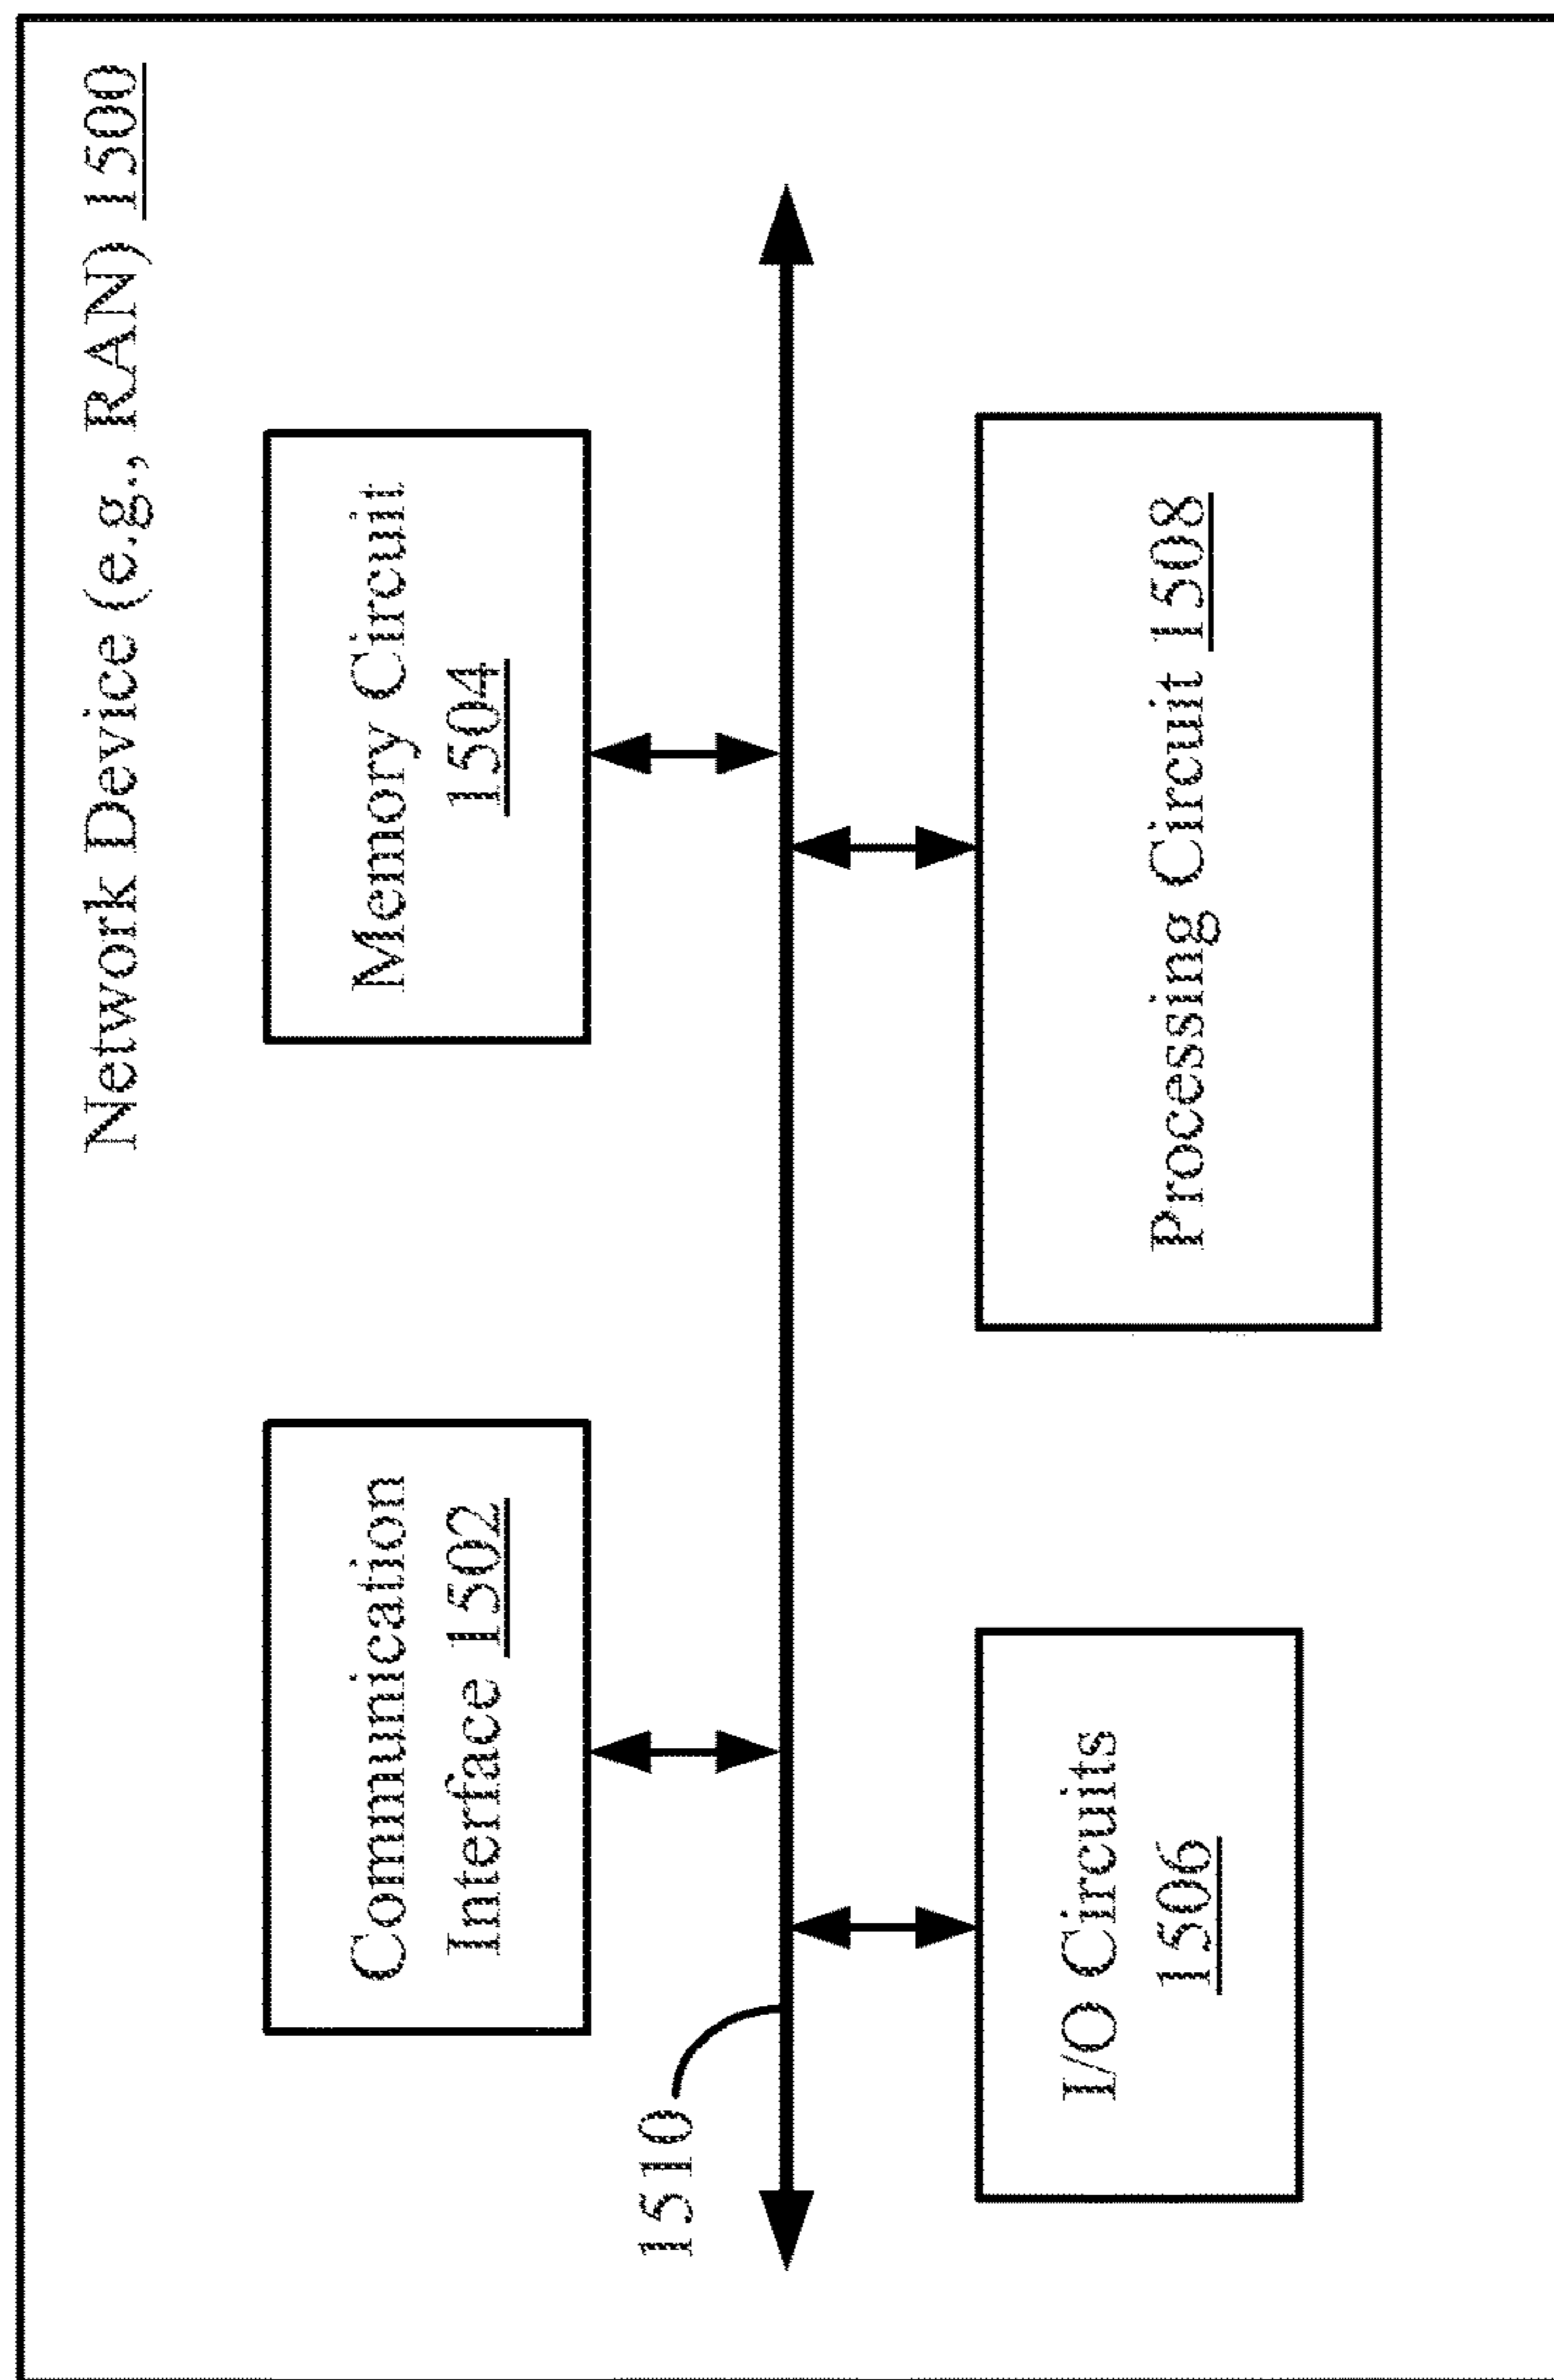 Network Device (e.g., RAN) 1500
Communication
Interface 1502
Memory Circuit
1504
1510
I/O Circuits
1506
Processing Circuit 1508